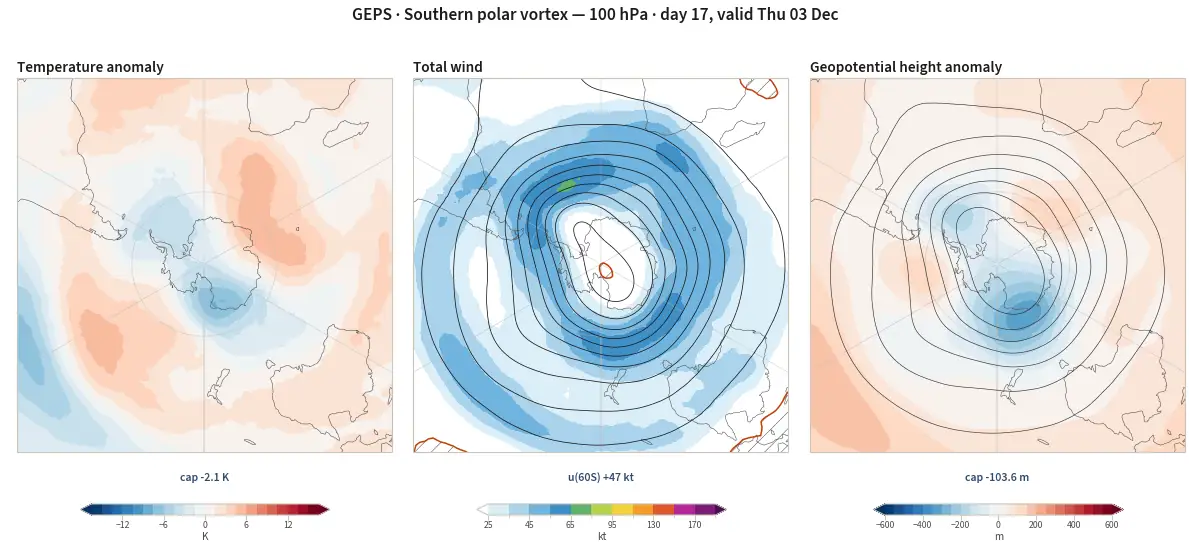 GEPS · Southern polar vortex — 100 hPa · day 17, valid Thu 03 Dec
Temperature anomaly
Total wind
Geopotential height anomaly
cap -2.1 K
u(60S) +47 kt
cap -103.6 m
−12 −6 0 6 12
K
25 45 65 95 130 170
kt
−600 −400 −200 0 200 400 600
m